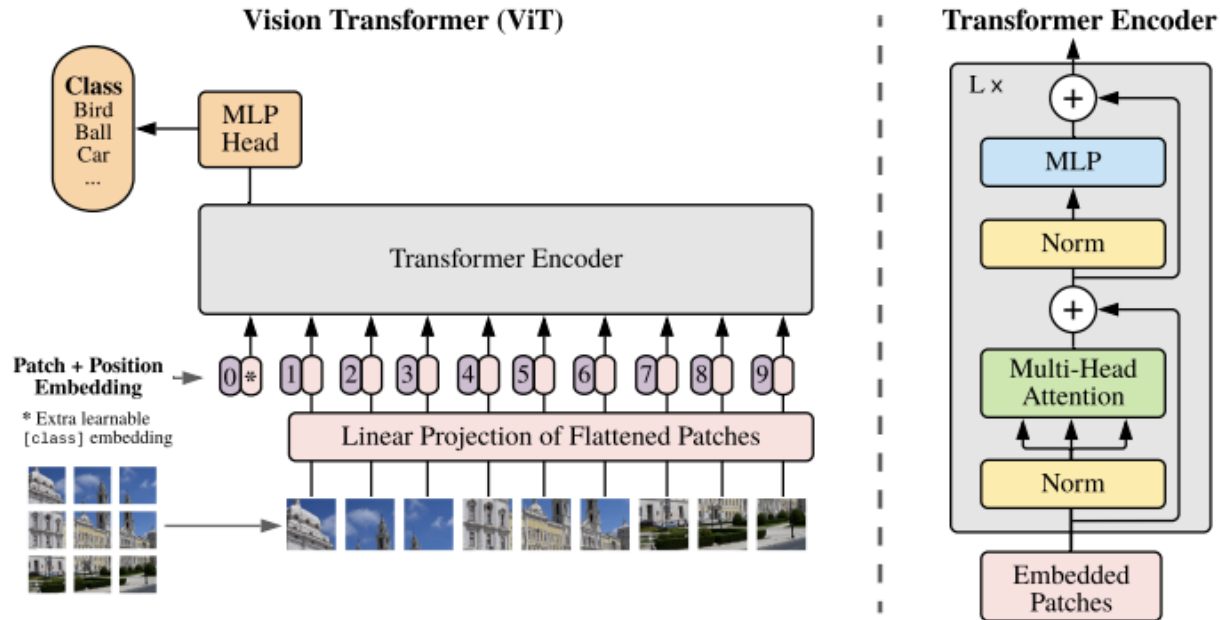 Vision Transformer (ViT)
Class
Bird
Ball
Car
...
MLP
Head
Transformer Encoder
Patch + Position
Embedding
0 * 1 2 3 4 5 6 7 8 9
* Extra learnable
[class] embedding
Linear Projection of Flattened Patches
Transformer Encoder
L ×
+
MLP
Norm
+
Multi-Head
Attention
Norm
Embedded
Patches